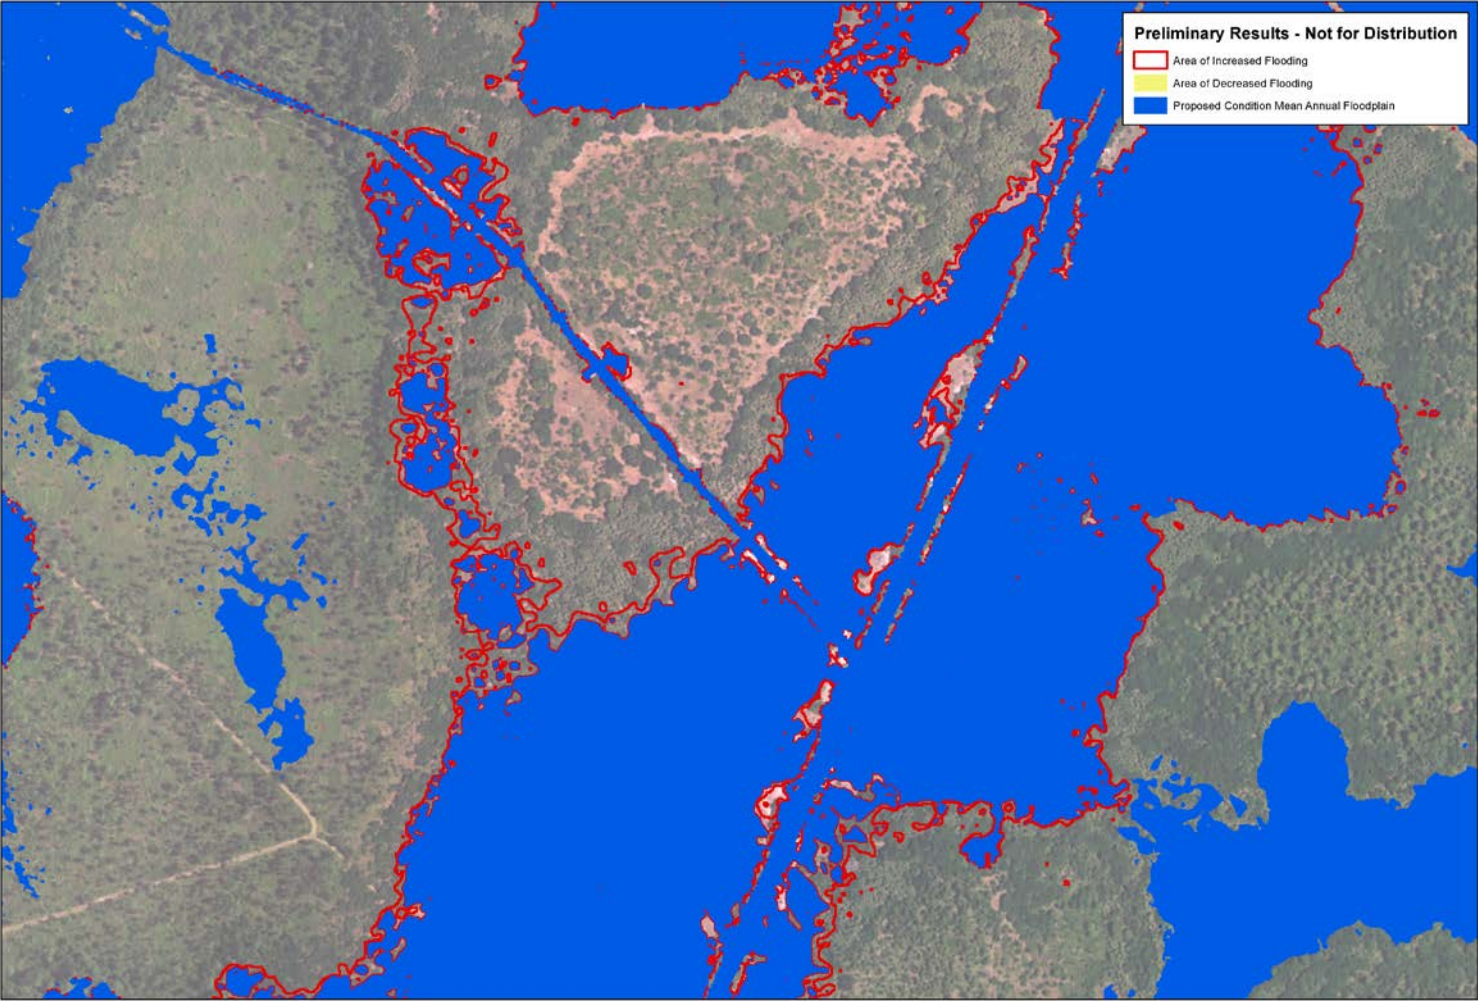 Preliminary Results - Not for Distribution
Area of Increased Flooding
Area of Decreased Flooding
Proposed Condition Mean Annual Floodplain